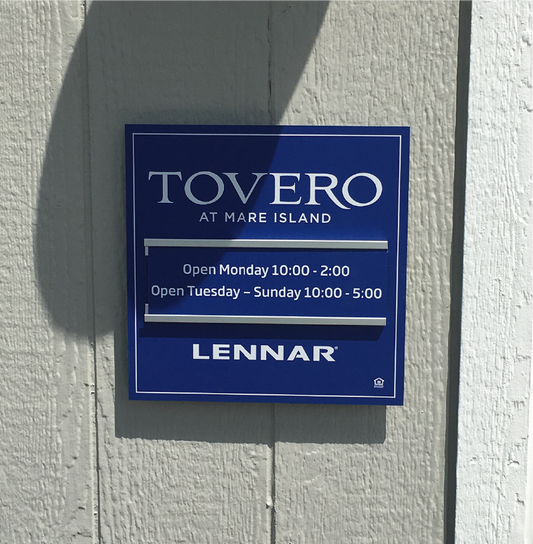 TOVERO
AT MARE ISLAND
Open Monday 10:00 - 2:00
Open Tuesday – Sunday 10:00 - 5:00
LENNAR®